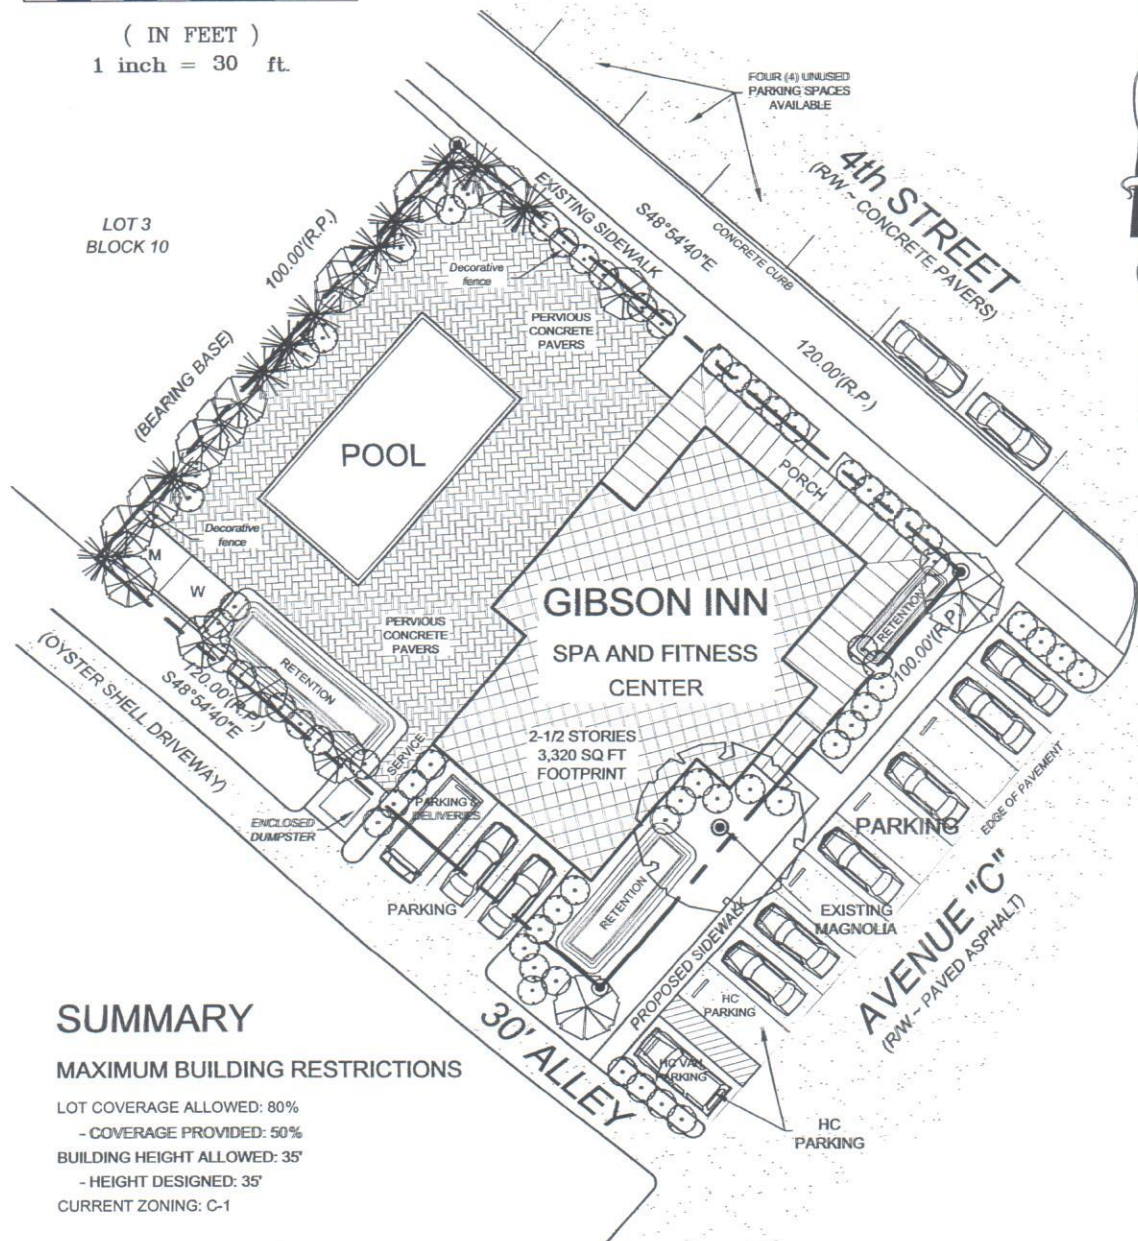 ( IN FEET )
1 inch = 30 ft.
FOUR (4) UNUSED
PARKING SPACES
AVAILABLE
4th STREET
(R/W ~ CONCRETE PAVERS)
LOT 3
BLOCK 10
100.00'(R.P.)
(BEARING BASE)
EXISTING SIDEWALK
S48°54'40"E
CONCRETE CURB
120.00'(R.P.)
Decorative
fence
PERVIOUS
CONCRETE
PAVERS
POOL
PORCH
Decorative
fence
M
W
GIBSON INN
SPA AND FITNESS
CENTER
2-1/2 STORIES
3,320 SQ FT
FOOTPRINT
PERVIOUS
CONCRETE
PAVERS
RETENTION
100.00'(R.P.)
RETENTION
120.00'(R.P.)
S48°54'40"E
(OYSTER SHELL DRIVEWAY)
SERVICE
ENCLOSED
DUMPSTER
PARKING &
DELIVERIES
PARKING
RETENTION
PARKING
EDGE OF PAVEMENT
EXISTING
MAGNOLIA
AVENUE "C"
(R/W ~ PAVED ASPHALT)
PROPOSED SIDEWALK
HC
PARKING
HC VAN
PARKING
HC
PARKING
30' ALLEY
SUMMARY
MAXIMUM BUILDING RESTRICTIONS
LOT COVERAGE ALLOWED: 80%
- COVERAGE PROVIDED: 50%
BUILDING HEIGHT ALLOWED: 35'
- HEIGHT DESIGNED: 35'
CURRENT ZONING: C-1